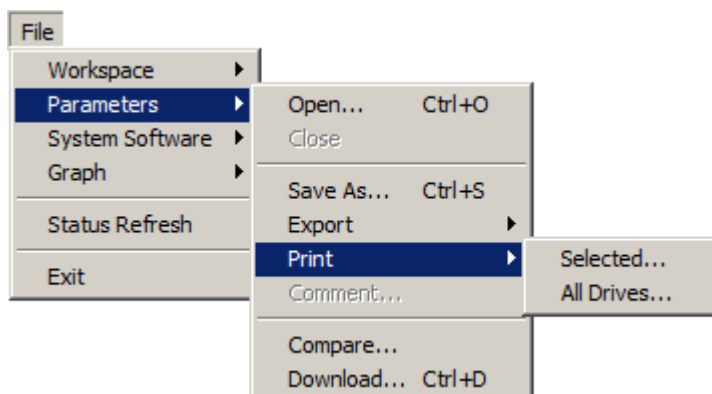 File
Workspace
Parameters
System Software
Graph
Status Refresh
Exit
Open... Ctrl+O
Close
Save As... Ctrl+S
Export
Print
Comment...
Compare...
Download... Ctrl+D
Selected...
All Drives...